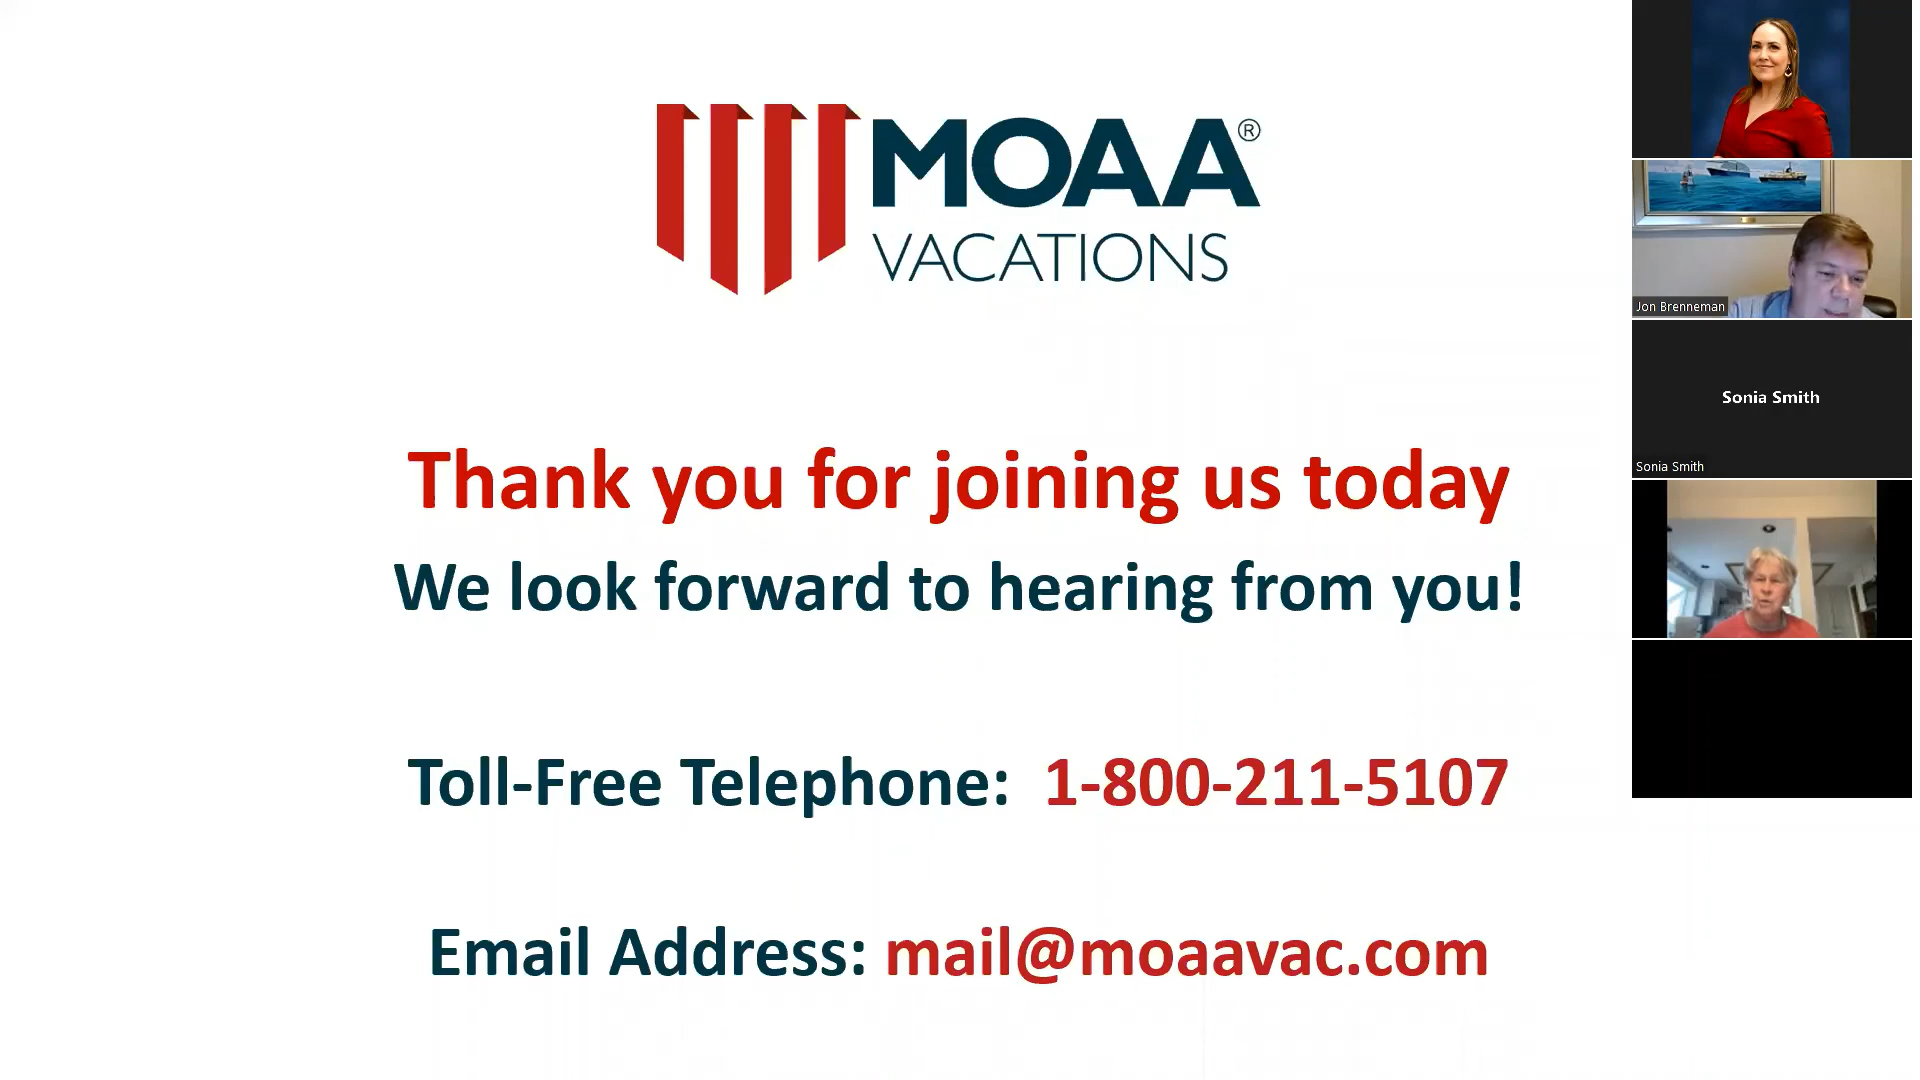 MOAA®
VACATIONS
Thank you for joining us today
We look forward to hearing from you!
Toll-Free Telephone: 1-800-211-5107
Email Address: mail@moaavac.com
Jon Brenneman
Sonia Smith
Sonia Smith